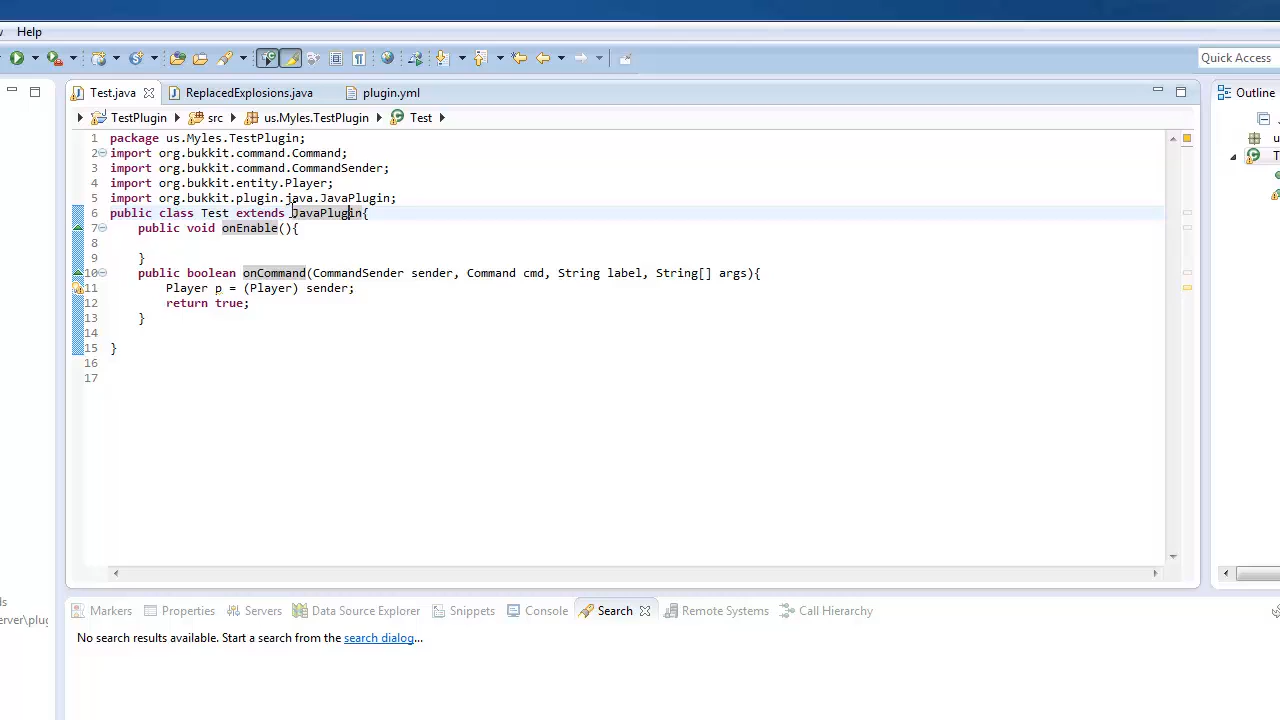 Help
Quick Access
Test.java
ReplacedExplosions.java
plugin.yml
Outline
TestPlugin
src
us.Myles.TestPlugin
Test
1 package us.Myles.TestPlugin;
2 import org.bukkit.command.Command;
3 import org.bukkit.command.CommandSender;
4 import org.bukkit.entity.Player;
5 import org.bukkit.plugin.java.JavaPlugin;
6 public class Test extends JavaPlugin{
7 public void onEnable(){
8
9 }
10 public boolean onCommand(CommandSender sender, Command cmd, String label, String[] args){
11 Player p = (Player) sender;
12 return true;
13 }
14
15 }
16
17
Markers
Properties
Servers
Data Source Explorer
Snippets
Console
Search
Remote Systems
Call Hierarchy
No search results available. Start a search from the search dialog...